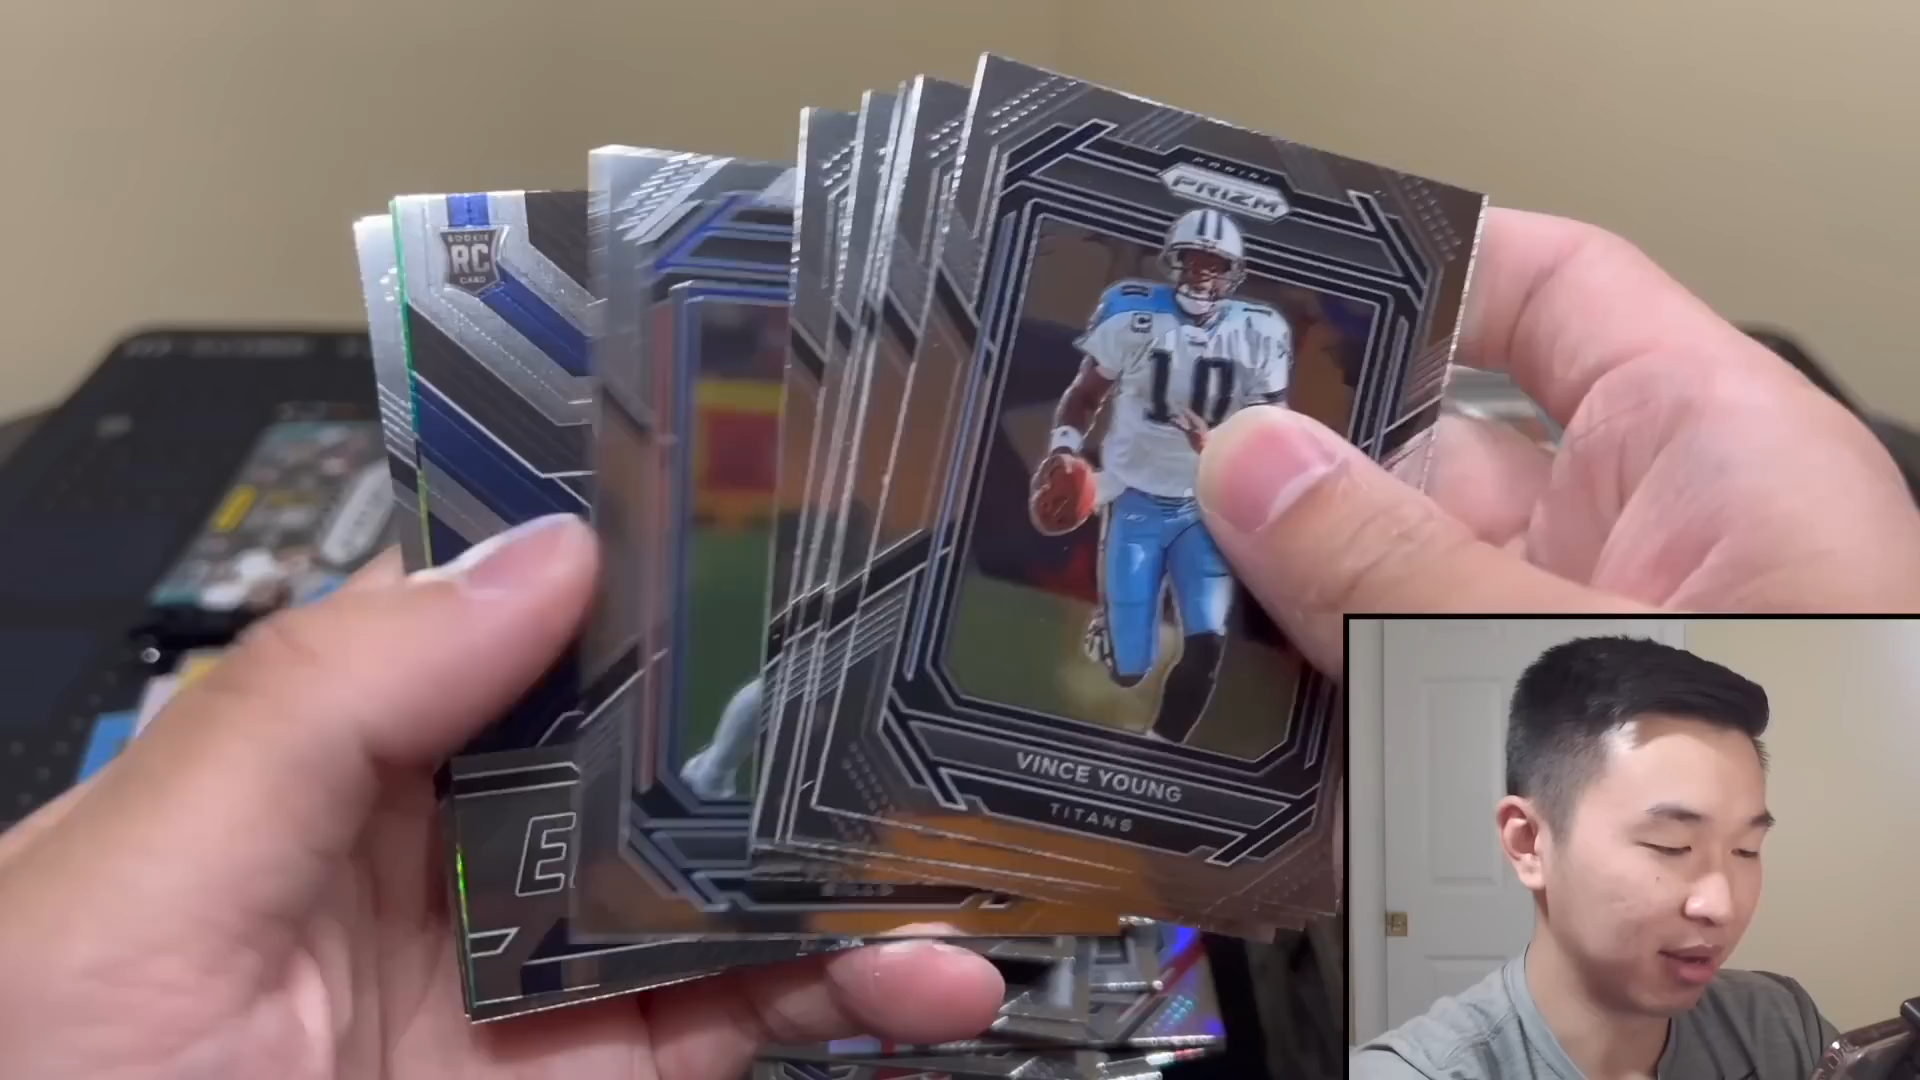 PANINI
PRIZM
ROOKIE
RC
CARD
10
VINCE YOUNG
TITANS
E